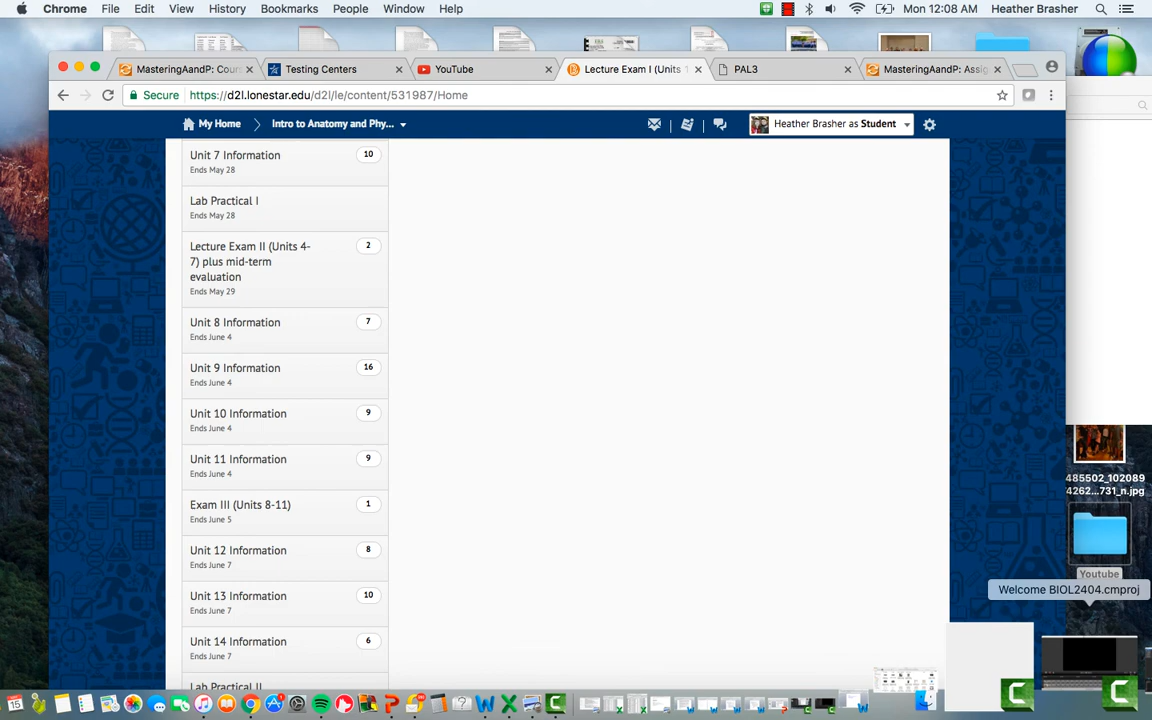 Chrome File Edit View History Bookmarks People Window Help Mon 12:08 AM Heather Brasher
MasteringAandP: Cour Testing Centers YouTube Lecture Exam I (Units 1 PAL3 MasteringAandP: Assig
Secure https://d2l.lonestar.edu/d2l/le/content/531987/Home
My Home Intro to Anatomy and Phy... Heather Brasher as Student
Unit 7 Information 10
Ends May 28
Lab Practical I
Ends May 28
Lecture Exam II (Units 4- 2
7) plus mid-term
evaluation
Ends May 29
Unit 8 Information 7
Ends June 4
Unit 9 Information 16
Ends June 4
Unit 10 Information 9
Ends June 4
Unit 11 Information 9
Ends June 4
Exam III (Units 8-11) 1
Ends June 5
Unit 12 Information 8
Ends June 7
Unit 13 Information 10
Ends June 7
Unit 14 Information 6
Ends June 7
Lab Practical II
485502_102089
4262...731_n.jpg
Youtube
Welcome BIOL2404.cmproj
15